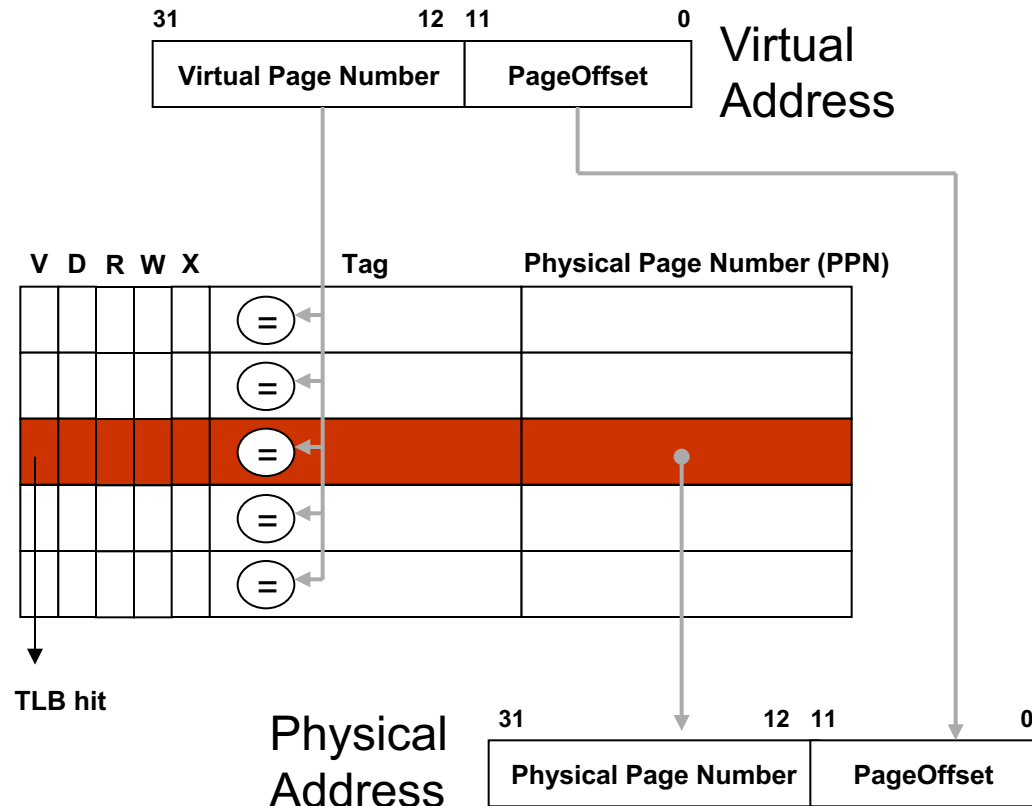 31 12 11 0
Virtual Page Number PageOffset
Virtual
Address
V D R W X Tag Physical Page Number (PPN)
=
=
=
=
=
TLB hit
Physical
Address
31 12 11 0
Physical Page Number PageOffset